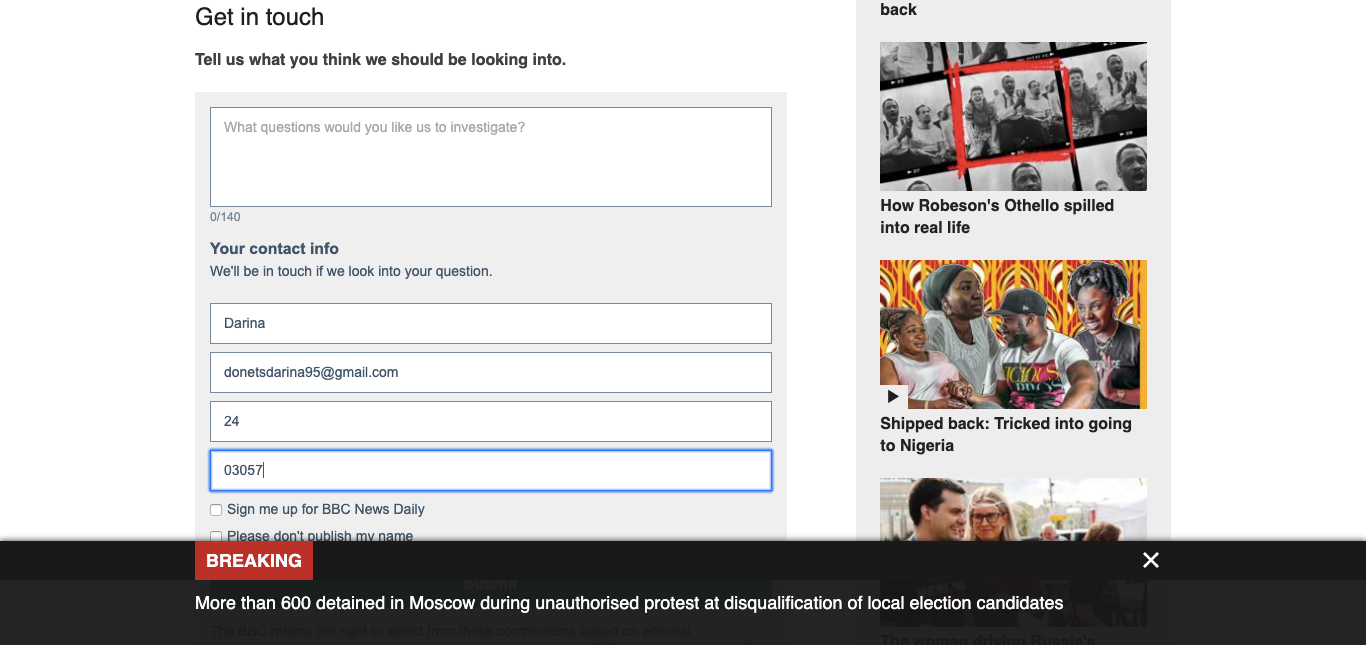 Get in touch
Tell us what you think we should be looking into.
What questions would you like us to investigate?
0/140
Your contact info
We'll be in touch if we look into your question.
Darina
donetsdarina95@gmail.com
24
03057
Sign me up for BBC News Daily
Please don't publish my name
Submit
The BBC retains the right to select from these contributions based on editorial
back
How Robeson's Othello spilled
into real life
Shipped back: Tricked into going
to Nigeria
The woman driving Russia's
BREAKING
More than 600 detained in Moscow during unauthorised protest at disqualification of local election candidates